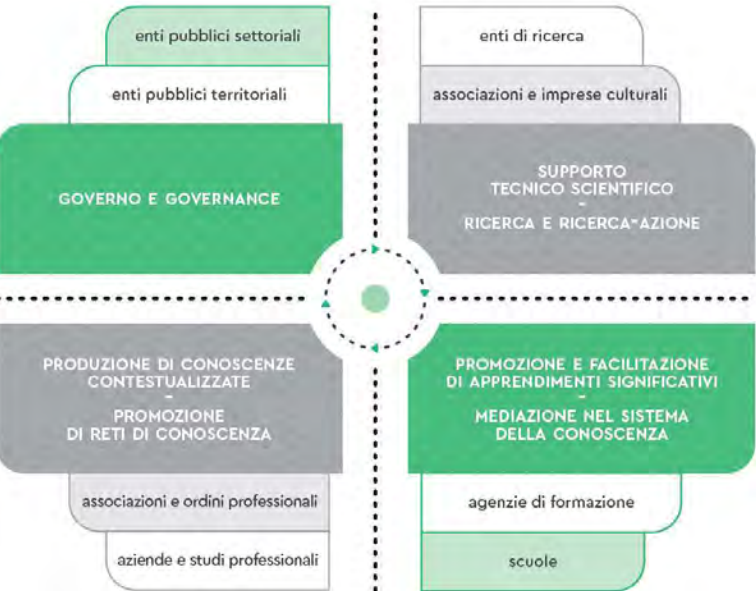 enti pubblici settoriali
enti pubblici territoriali
GOVERNO E GOVERNANCE
enti di ricerca
associazioni e imprese culturali
SUPPORTO
TECNICO SCIENTIFICO
-
RICERCA E RICERCA-AZIONE
PRODUZIONE DI CONOSCENZE
CONTESTUALIZZATE
-
PROMOZIONE
DI RETI DI CONOSCENZA
associazioni e ordini professionali
aziende e studi professionali
PROMOZIONE E FACILITAZIONE
DI APPRENDIMENTI SIGNIFICATIVI
-
MEDIAZIONE NEL SISTEMA
DELLA CONOSCENZA
agenzie di formazione
scuole